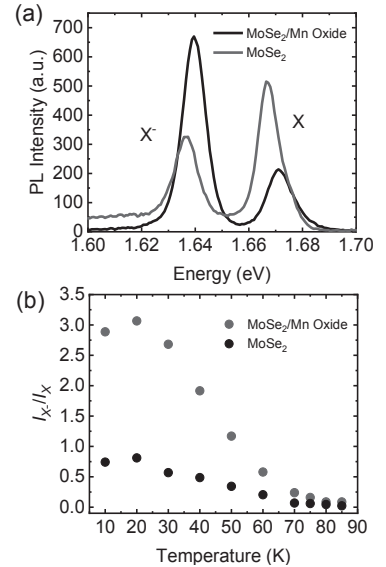 (a)
MoSe₂/Mn Oxide
MoSe₂
X⁻
X
PL Intensity (a.u.)
700
600
500
400
300
200
100
0
1.60 1.62 1.64 1.66 1.68 1.70
Energy (eV)
(b)
MoSe₂/Mn Oxide
MoSe₂
I_X-/I_X
3.5
3.0
2.5
2.0
1.5
1.0
0.5
0.0
10 20 30 40 50 60 70 80 90
Temperature (K)